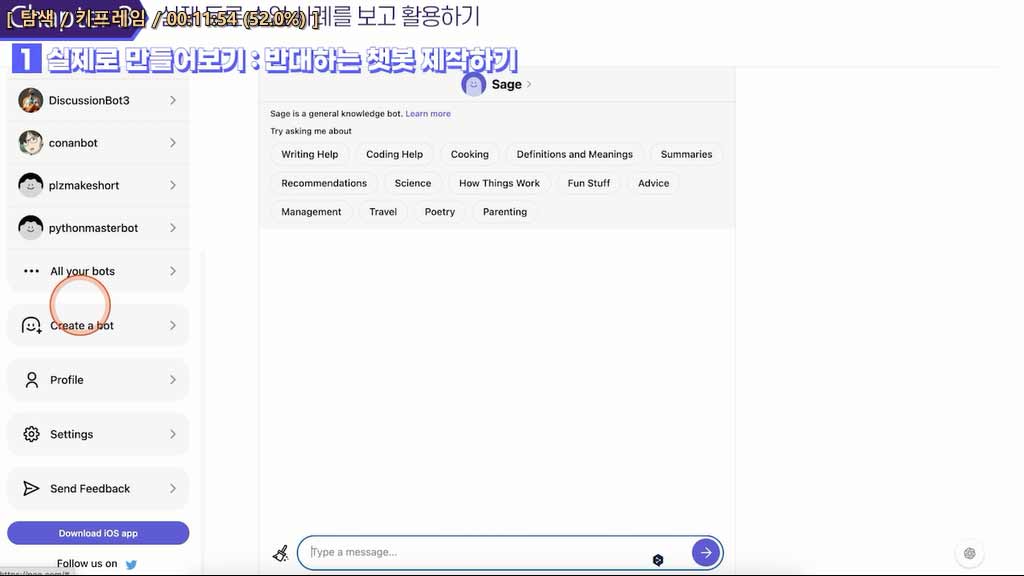 [ 탐색 / 키프레임 / 00:11:54 (52.0%) ]
보고 활용하기
1 실제로 만들어보기 : 반대하는 챗봇 제작하기
DiscussionBot3
conanbot
plzmakeshort
pythonmasterbot
All your bots
Create a bot
Profile
Settings
Send Feedback
Download iOS app
Follow us on
Sage
Sage is a general knowledge bot. Learn more
Try asking me about
Writing Help Coding Help Cooking Definitions and Meanings Summaries
Recommendations Science How Things Work Fun Stuff Advice
Management Travel Poetry Parenting
Type a message...